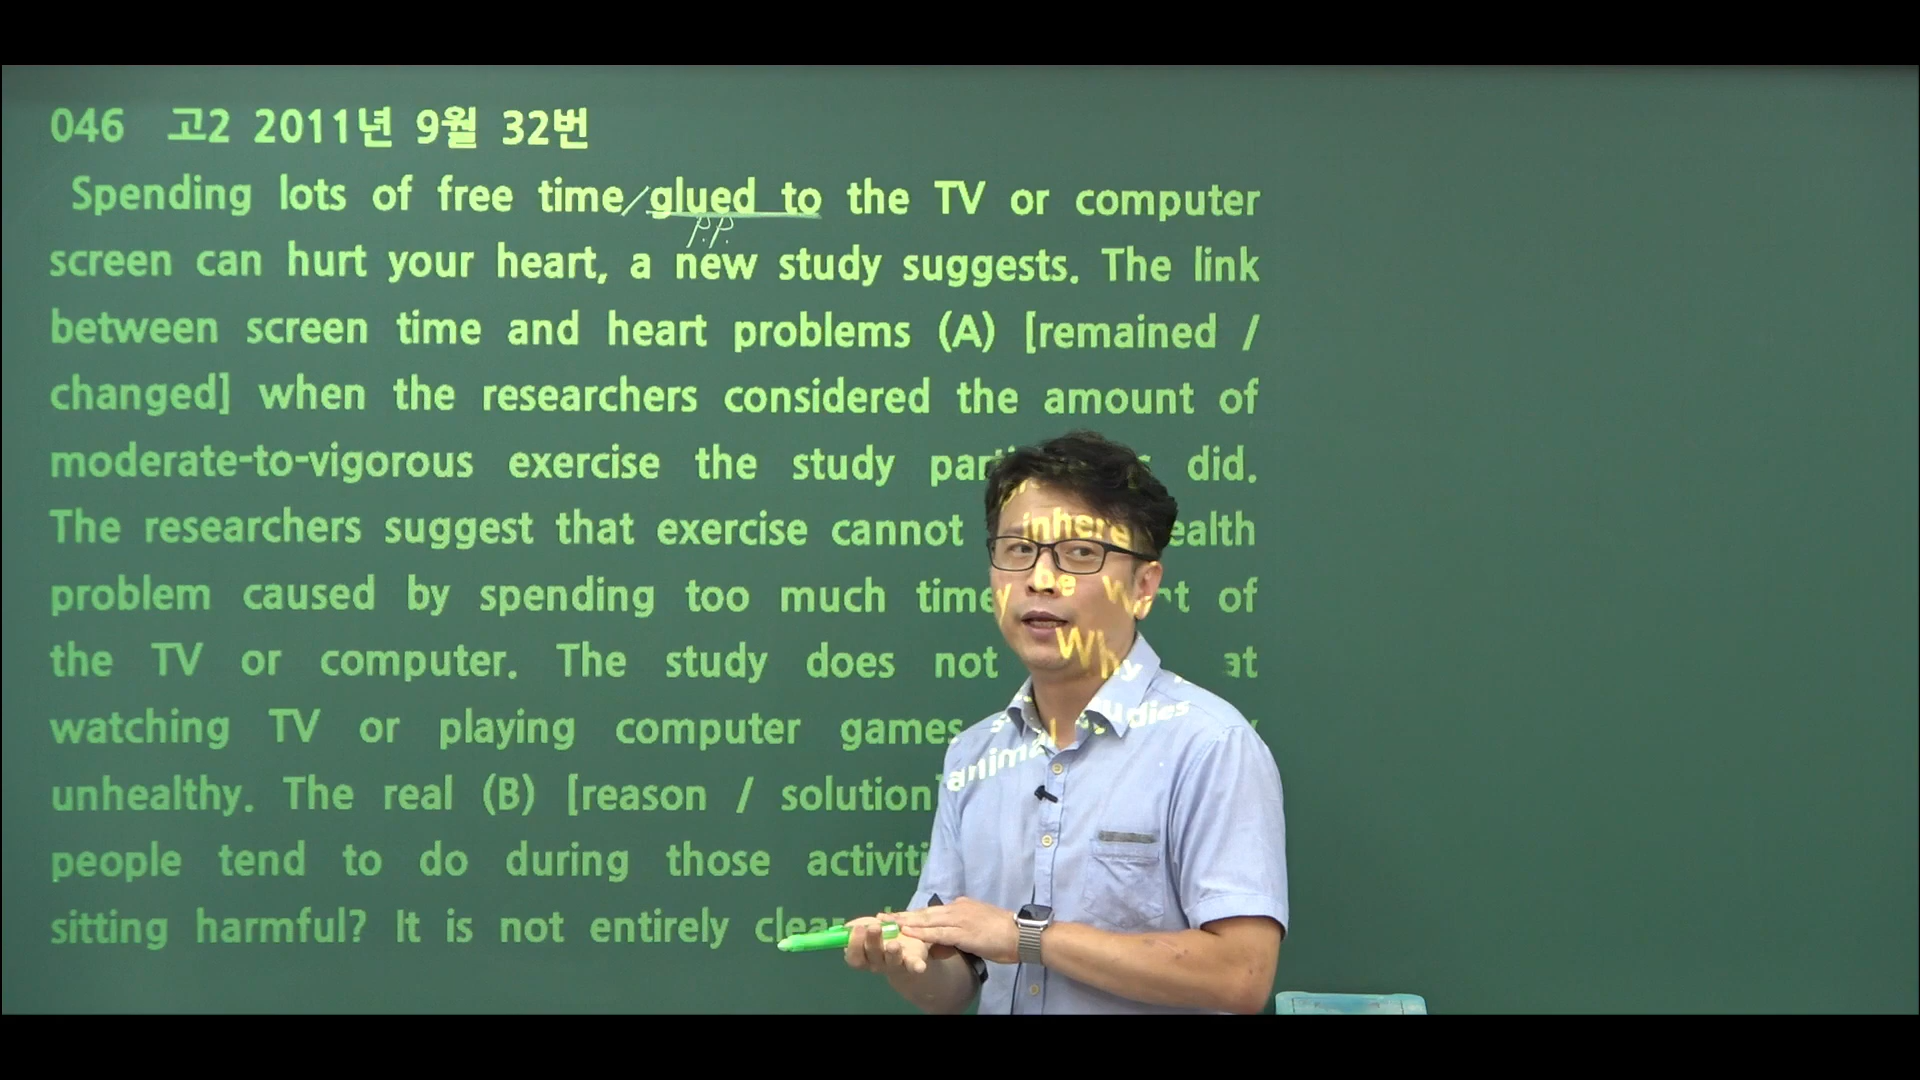 046 고2 2011년 9월 32번
Spending lots of free time/glued to the TV or computer
P.P.
screen can hurt your heart, a new study suggests. The link
between screen time and heart problems (A) [remained /
changed] when the researchers considered the amount of
moderate-to-vigorous exercise the study did.
The researchers suggest that exercise cannot
problem caused by spending too much time of
the TV or computer. The study does not
watching TV or playing computer games
unhealthy. The real (B) [reason / solution]
people tend to do during those
sitting harmful? It is not entirely clear